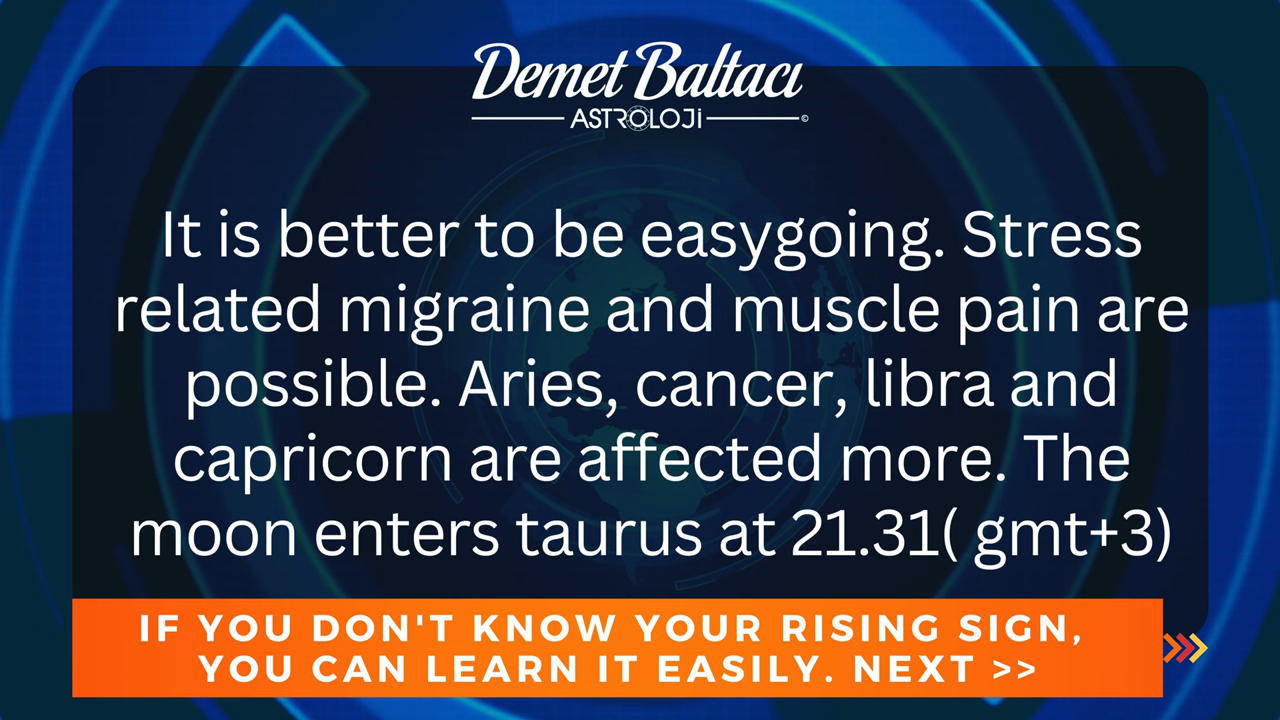 Demet Baltacı
ASTROLOJi
©
It is better to be easygoing. Stress
related migraine and muscle pain are
possible. Aries, cancer, libra and
capricorn are affected more. The
moon enters taurus at 21.31( gmt+3)
IF YOU DON'T KNOW YOUR RISING SIGN,
YOU CAN LEARN IT EASILY. NEXT >>